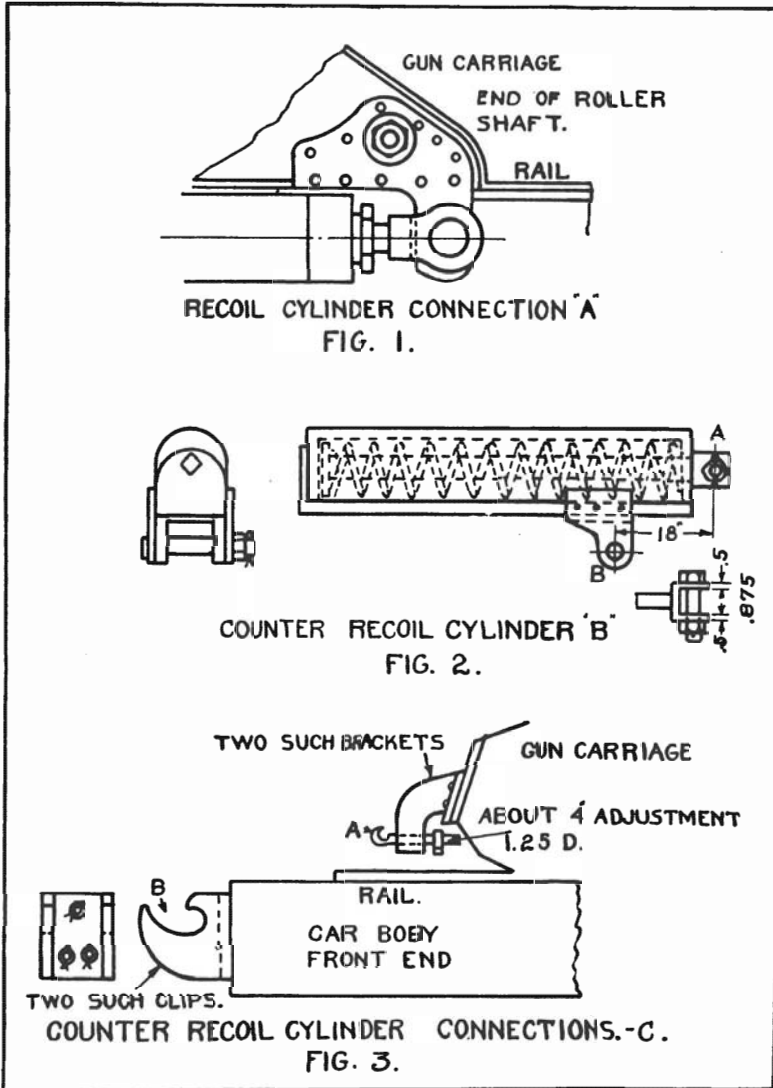 GUN CARRIAGE
END OF ROLLER
SHAFT.
RAIL
RECOIL CYLINDER CONNECTION "A"
FIG. 1.
A
18"
B
.5
.875
.5
COUNTER RECOIL CYLINDER "B"
FIG. 2.
TWO SUCH BRACKETS
GUN CARRIAGE
A
ABOUT 4" ADJUSTMENT
1.25 D.
RAIL.
B
CAR BODY
FRONT END
TWO SUCH CLIPS.
COUNTER RECOIL CYLINDER CONNECTIONS.-C.
FIG. 3.